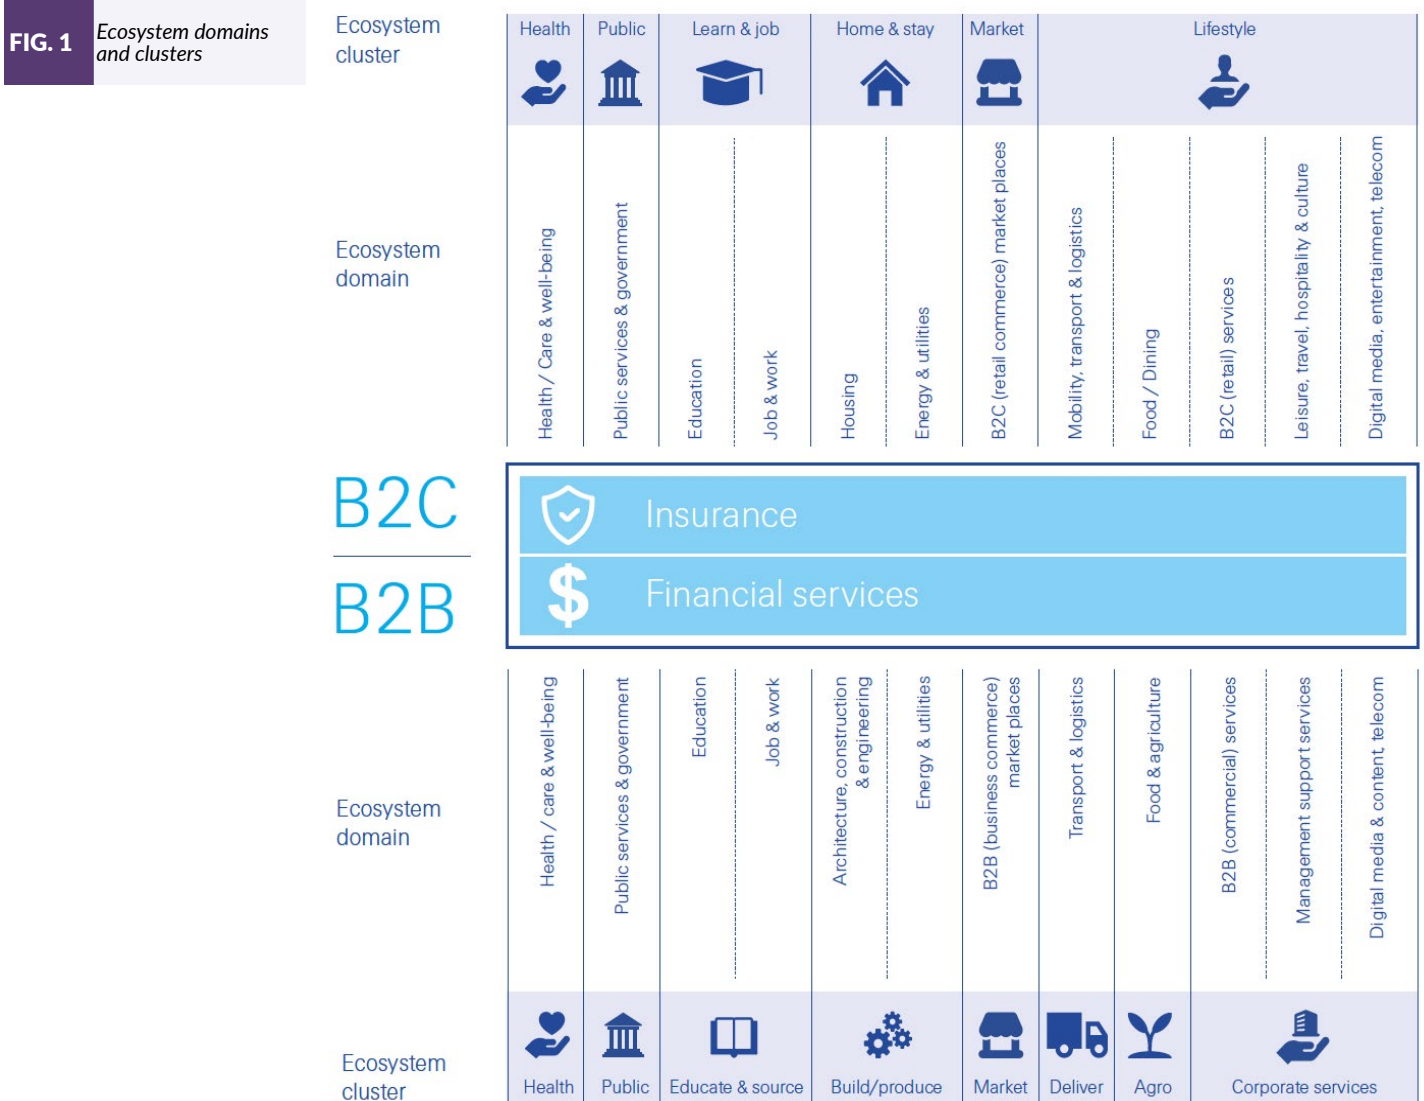 FIG. 1
Ecosystem domains
and clusters
Ecosystem
cluster
Health
Public
Learn & job
Home & stay
Market
Lifestyle
Ecosystem
domain
Health / Care & well-being
Public services & government
Education
Job & work
Housing
Energy & utilities
B2C (retail commerce) market places
Mobility, transport & logistics
Food / Dining
B2C (retail) services
Leisure, travel, hospitality & culture
Digital media, entertainment, telecom
B2C
B2B
Insurance
$
Financial services
Ecosystem
domain
Health / care & well-being
Public services & government
Education
Job & work
Architecture, construction
& engineering
Energy & utilities
B2B (business commerce)
market places
Transport & logistics
Food & agriculture
B2B (commercial) services
Management support services
Digital media & content, telecom
Ecosystem
cluster
Health
Public
Educate & source
Build/produce
Market
Deliver
Agro
Corporate services